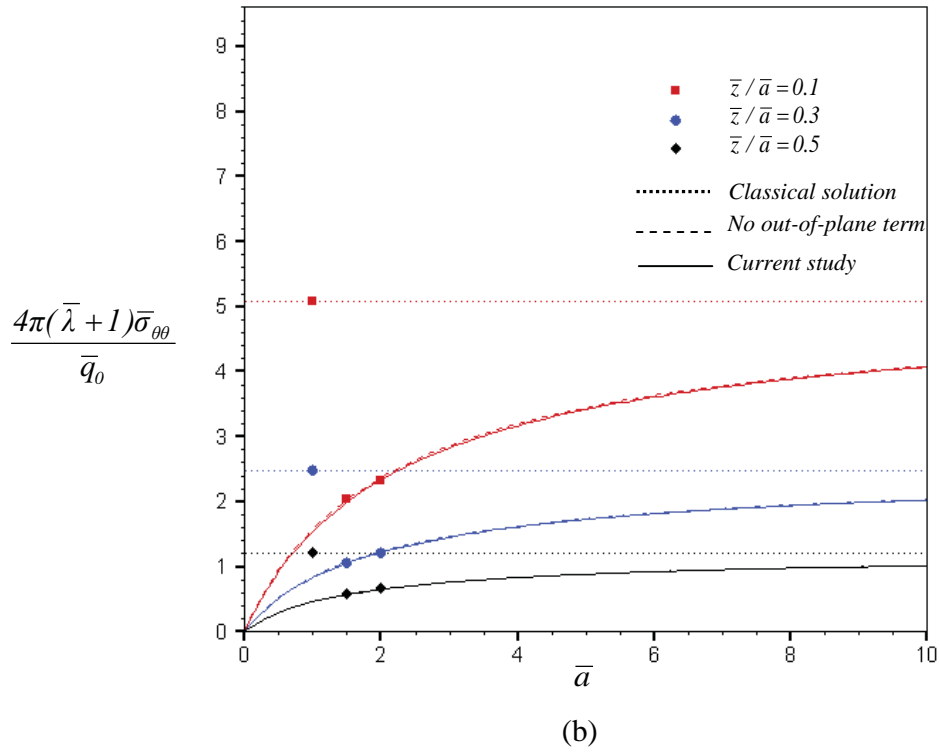 9
8
7
6
5
4
3
2
1
0
0 2 4 6 8 10
z̅ / a̅ = 0.1
z̅ / a̅ = 0.3
z̅ / a̅ = 0.5
Classical solution
No out-of-plane term
Current study
4π(λ̅ + 1)σ̅θθ
q̅0
a̅
(b)